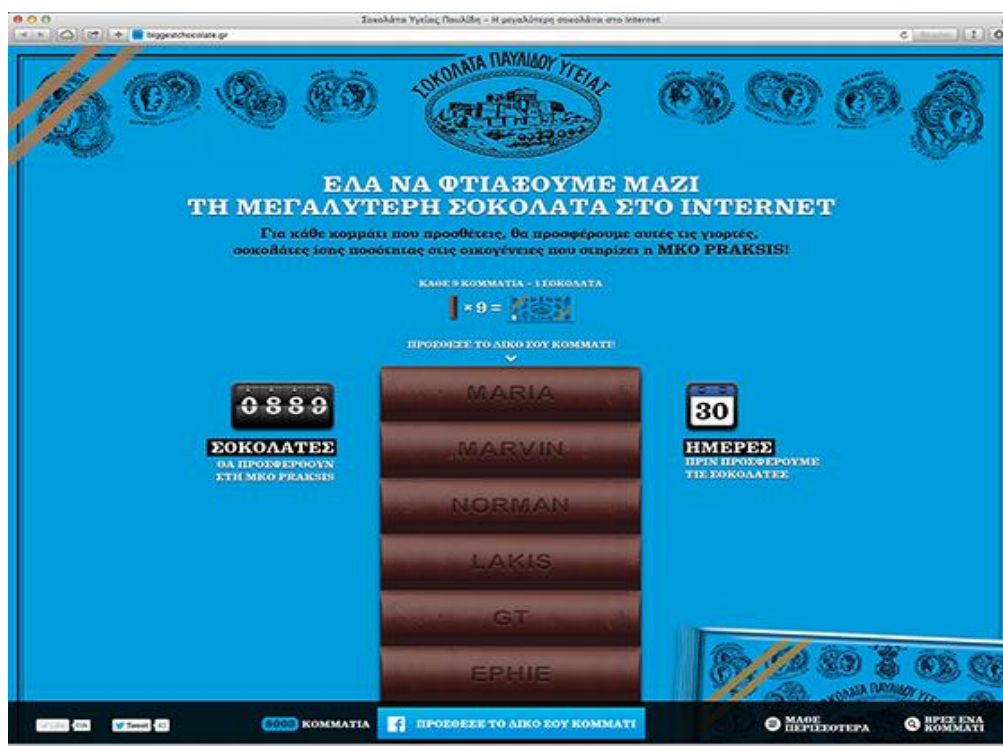 Σοκολάτα Υγείας Παυλίδη – Η μεγαλύτερη σοκολάτα στο Internet
biggestchocolate.gr
Reader
ΣΟΚΟΛΑΤΑ ΠΑΥΛΙΔΟΥ ΥΓΕΙΑΣ
ΕΛΑ ΝΑ ΦΤΙΑΞΟΥΜΕ ΜΑΖΙ
ΤΗ ΜΕΓΑΛΥΤΕΡΗ ΣΟΚΟΛΑΤΑ ΣΤΟ INTERNET
Για κάθε κομμάτι που προσθέτεις, θα προσφέρουμε αυτές τις γιορτές,
σοκολάτες ίσης ποσότητας στις οικογένειες που στηρίζει η ΜΚΟ PRAKSIS!
ΚΑΘΕ 9 ΚΟΜΜΑΤΙΑ = 1 ΣΟΚΟΛΑΤΑ
× 9 =
ΠΡΟΣΘΕΣΕ ΤΟ ΔΙΚΟ ΣΟΥ ΚΟΜΜΑΤΙ!
MARIA
MARVIN
NORMAN
LAKIS
GT
EPHIE
0889
ΣΟΚΟΛΑΤΕΣ
ΘΑ ΠΡΟΣΦΕΡΘΟΥΝ
ΣΤΗ ΜΚΟ PRAKSIS
30
ΗΜΕΡΕΣ
ΠΡΙΝ ΠΡΟΣΦΕΡΟΥΜΕ
ΤΙΣ ΣΟΚΟΛΑΤΕΣ
ΣΟΚΟΛΑΤΑ ΠΑΥΛΙΔΟΥ
Like
Tweet
8003 ΚΟΜΜΑΤΙΑ
ΠΡΟΣΘΕΣΕ ΤΟ ΔΙΚΟ ΣΟΥ ΚΟΜΜΑΤΙ
ΜΑΘΕ
ΠΕΡΙΣΣΟΤΕΡΑ
ΒΡΕΣ ΕΝΑ
ΚΟΜΜΑΤΙ